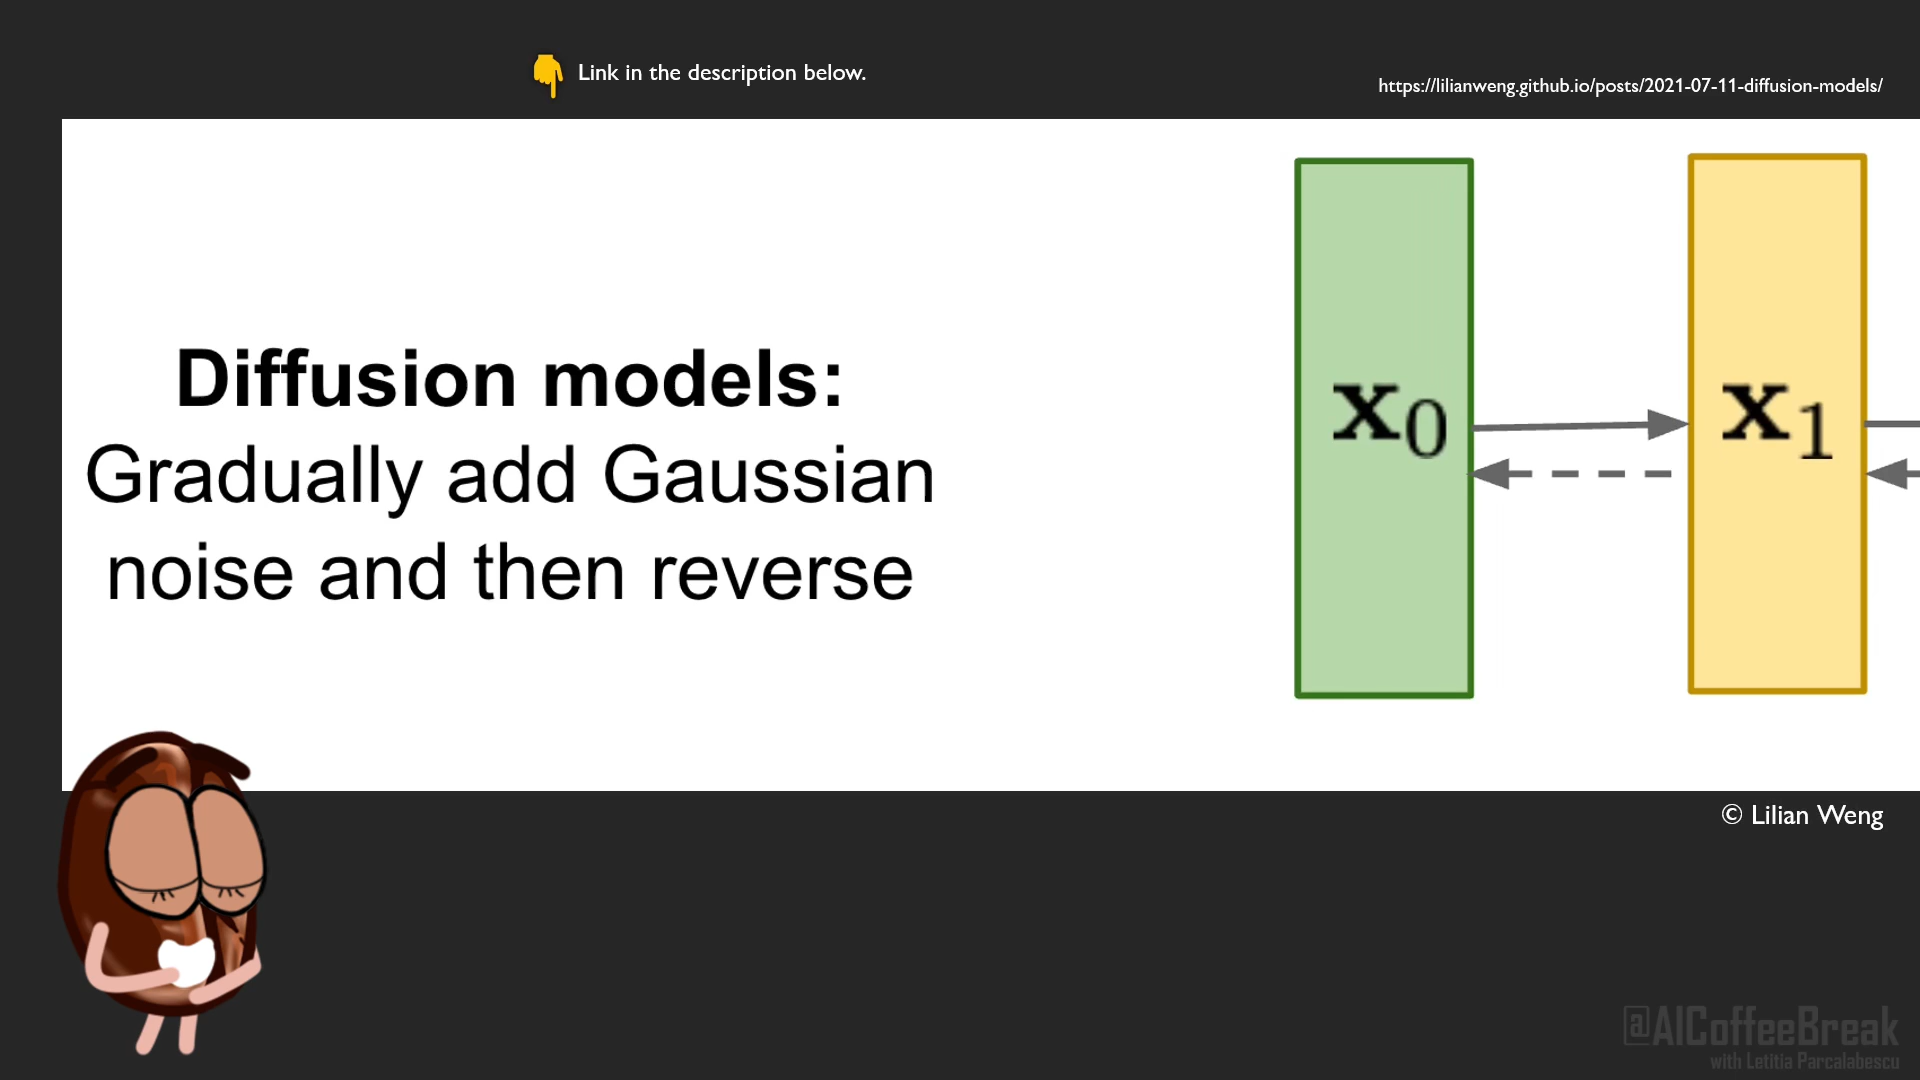 Link in the description below.
https://lilianweng.github.io/posts/2021-07-11-diffusion-models/
Diffusion models:
Gradually add Gaussian
noise and then reverse
x₀
x₁
© Lilian Weng
@AICoffeeBreak
with Letitia Parcalabescu